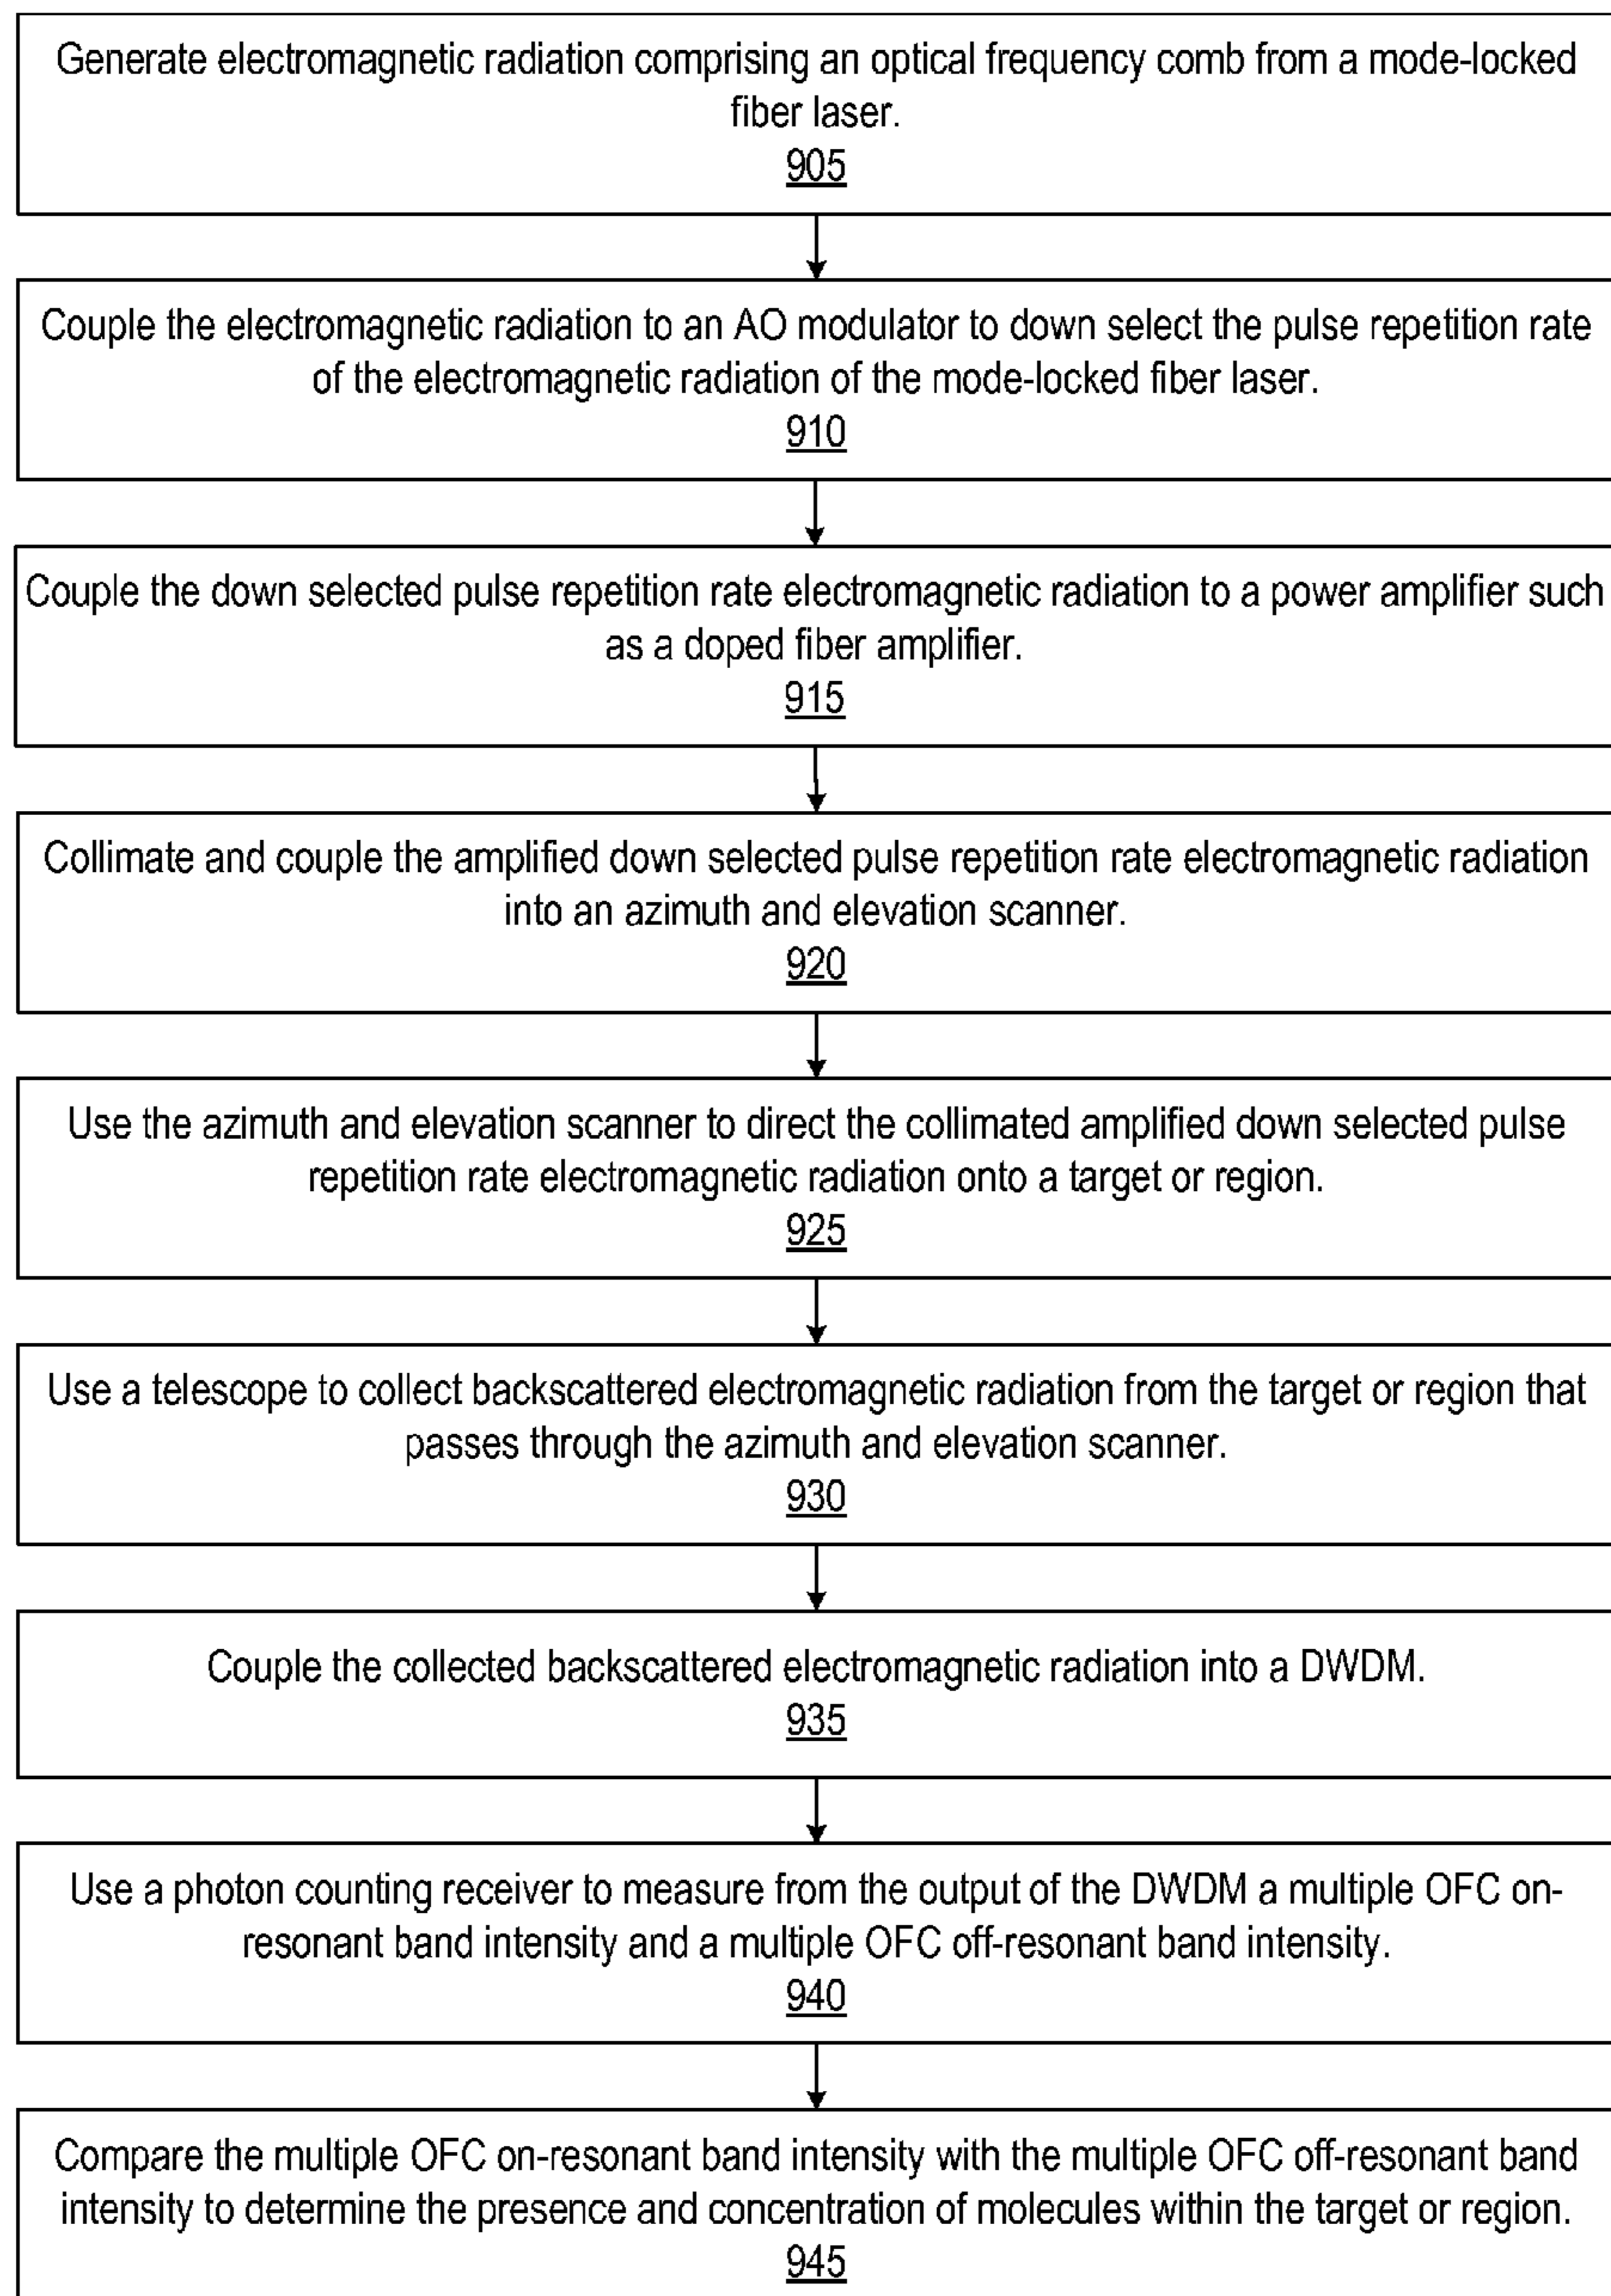 Generate electromagnetic radiation comprising an optical frequency comb from a mode-locked
fiber laser.
905
Couple the electromagnetic radiation to an AO modulator to down select the pulse repetition rate
of the electromagnetic radiation of the mode-locked fiber laser.
910
Couple the down selected pulse repetition rate electromagnetic radiation to a power amplifier such
as a doped fiber amplifier.
915
Collimate and couple the amplified down selected pulse repetition rate electromagnetic radiation
into an azimuth and elevation scanner.
920
Use the azimuth and elevation scanner to direct the collimated amplified down selected pulse
repetition rate electromagnetic radiation onto a target or region.
925
Use a telescope to collect backscattered electromagnetic radiation from the target or region that
passes through the azimuth and elevation scanner.
930
Couple the collected backscattered electromagnetic radiation into a DWDM.
935
Use a photon counting receiver to measure from the output of the DWDM a multiple OFC on-
resonant band intensity and a multiple OFC off-resonant band intensity.
940
Compare the multiple OFC on-resonant band intensity with the multiple OFC off-resonant band
intensity to determine the presence and concentration of molecules within the target or region.
945